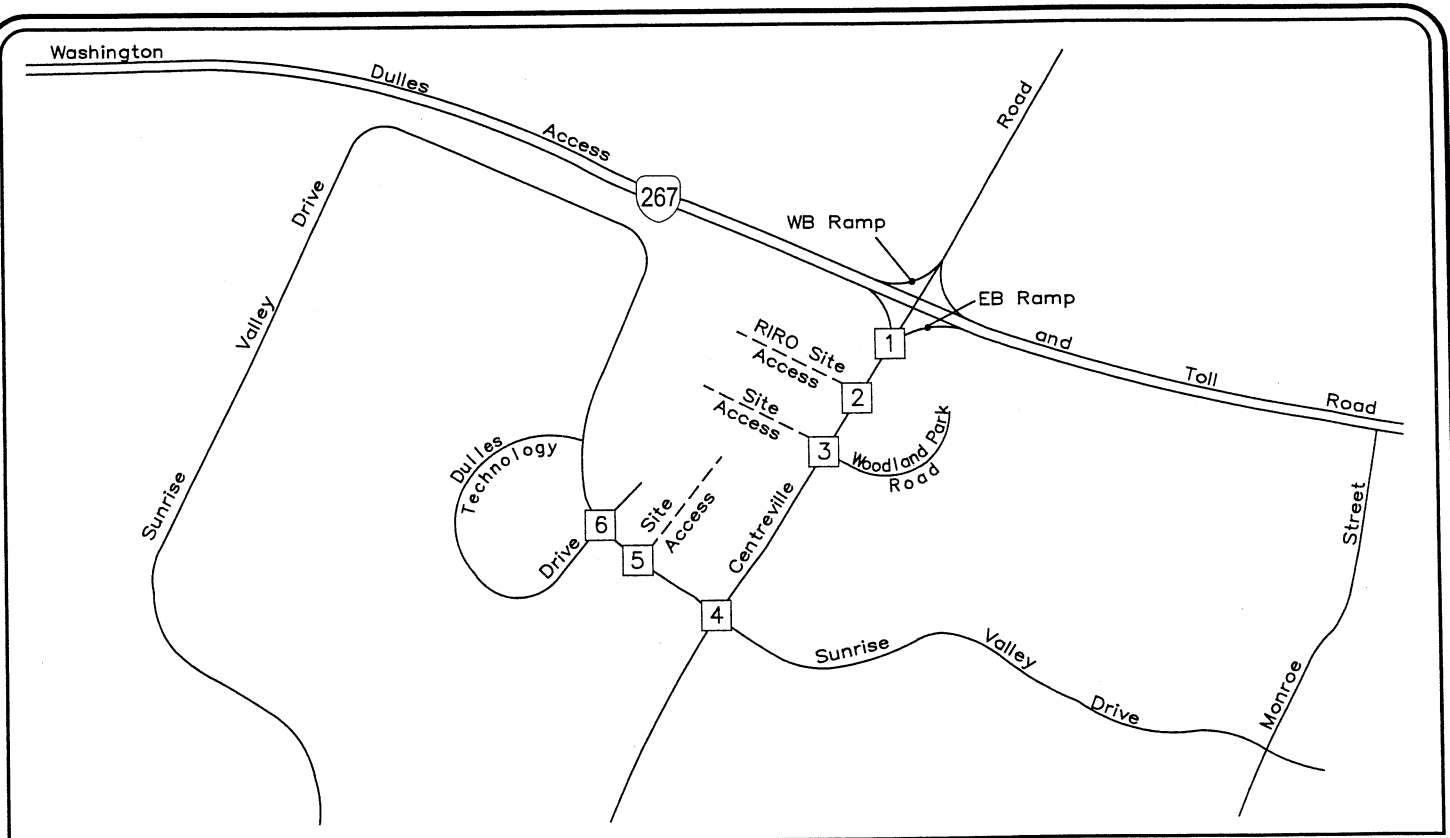 Washington
Dulles
Access
267
and
Toll
Road
Road
WB Ramp
EB Ramp
1
RIRO Site
Access
2
Site
Access
3
Woodland Park
Road
Centreville
Drive
Valley
Sunrise
Dulles
Technology
Drive
6
Site
Access
5
4
Sunrise
Valley
Drive
Street
Monroe